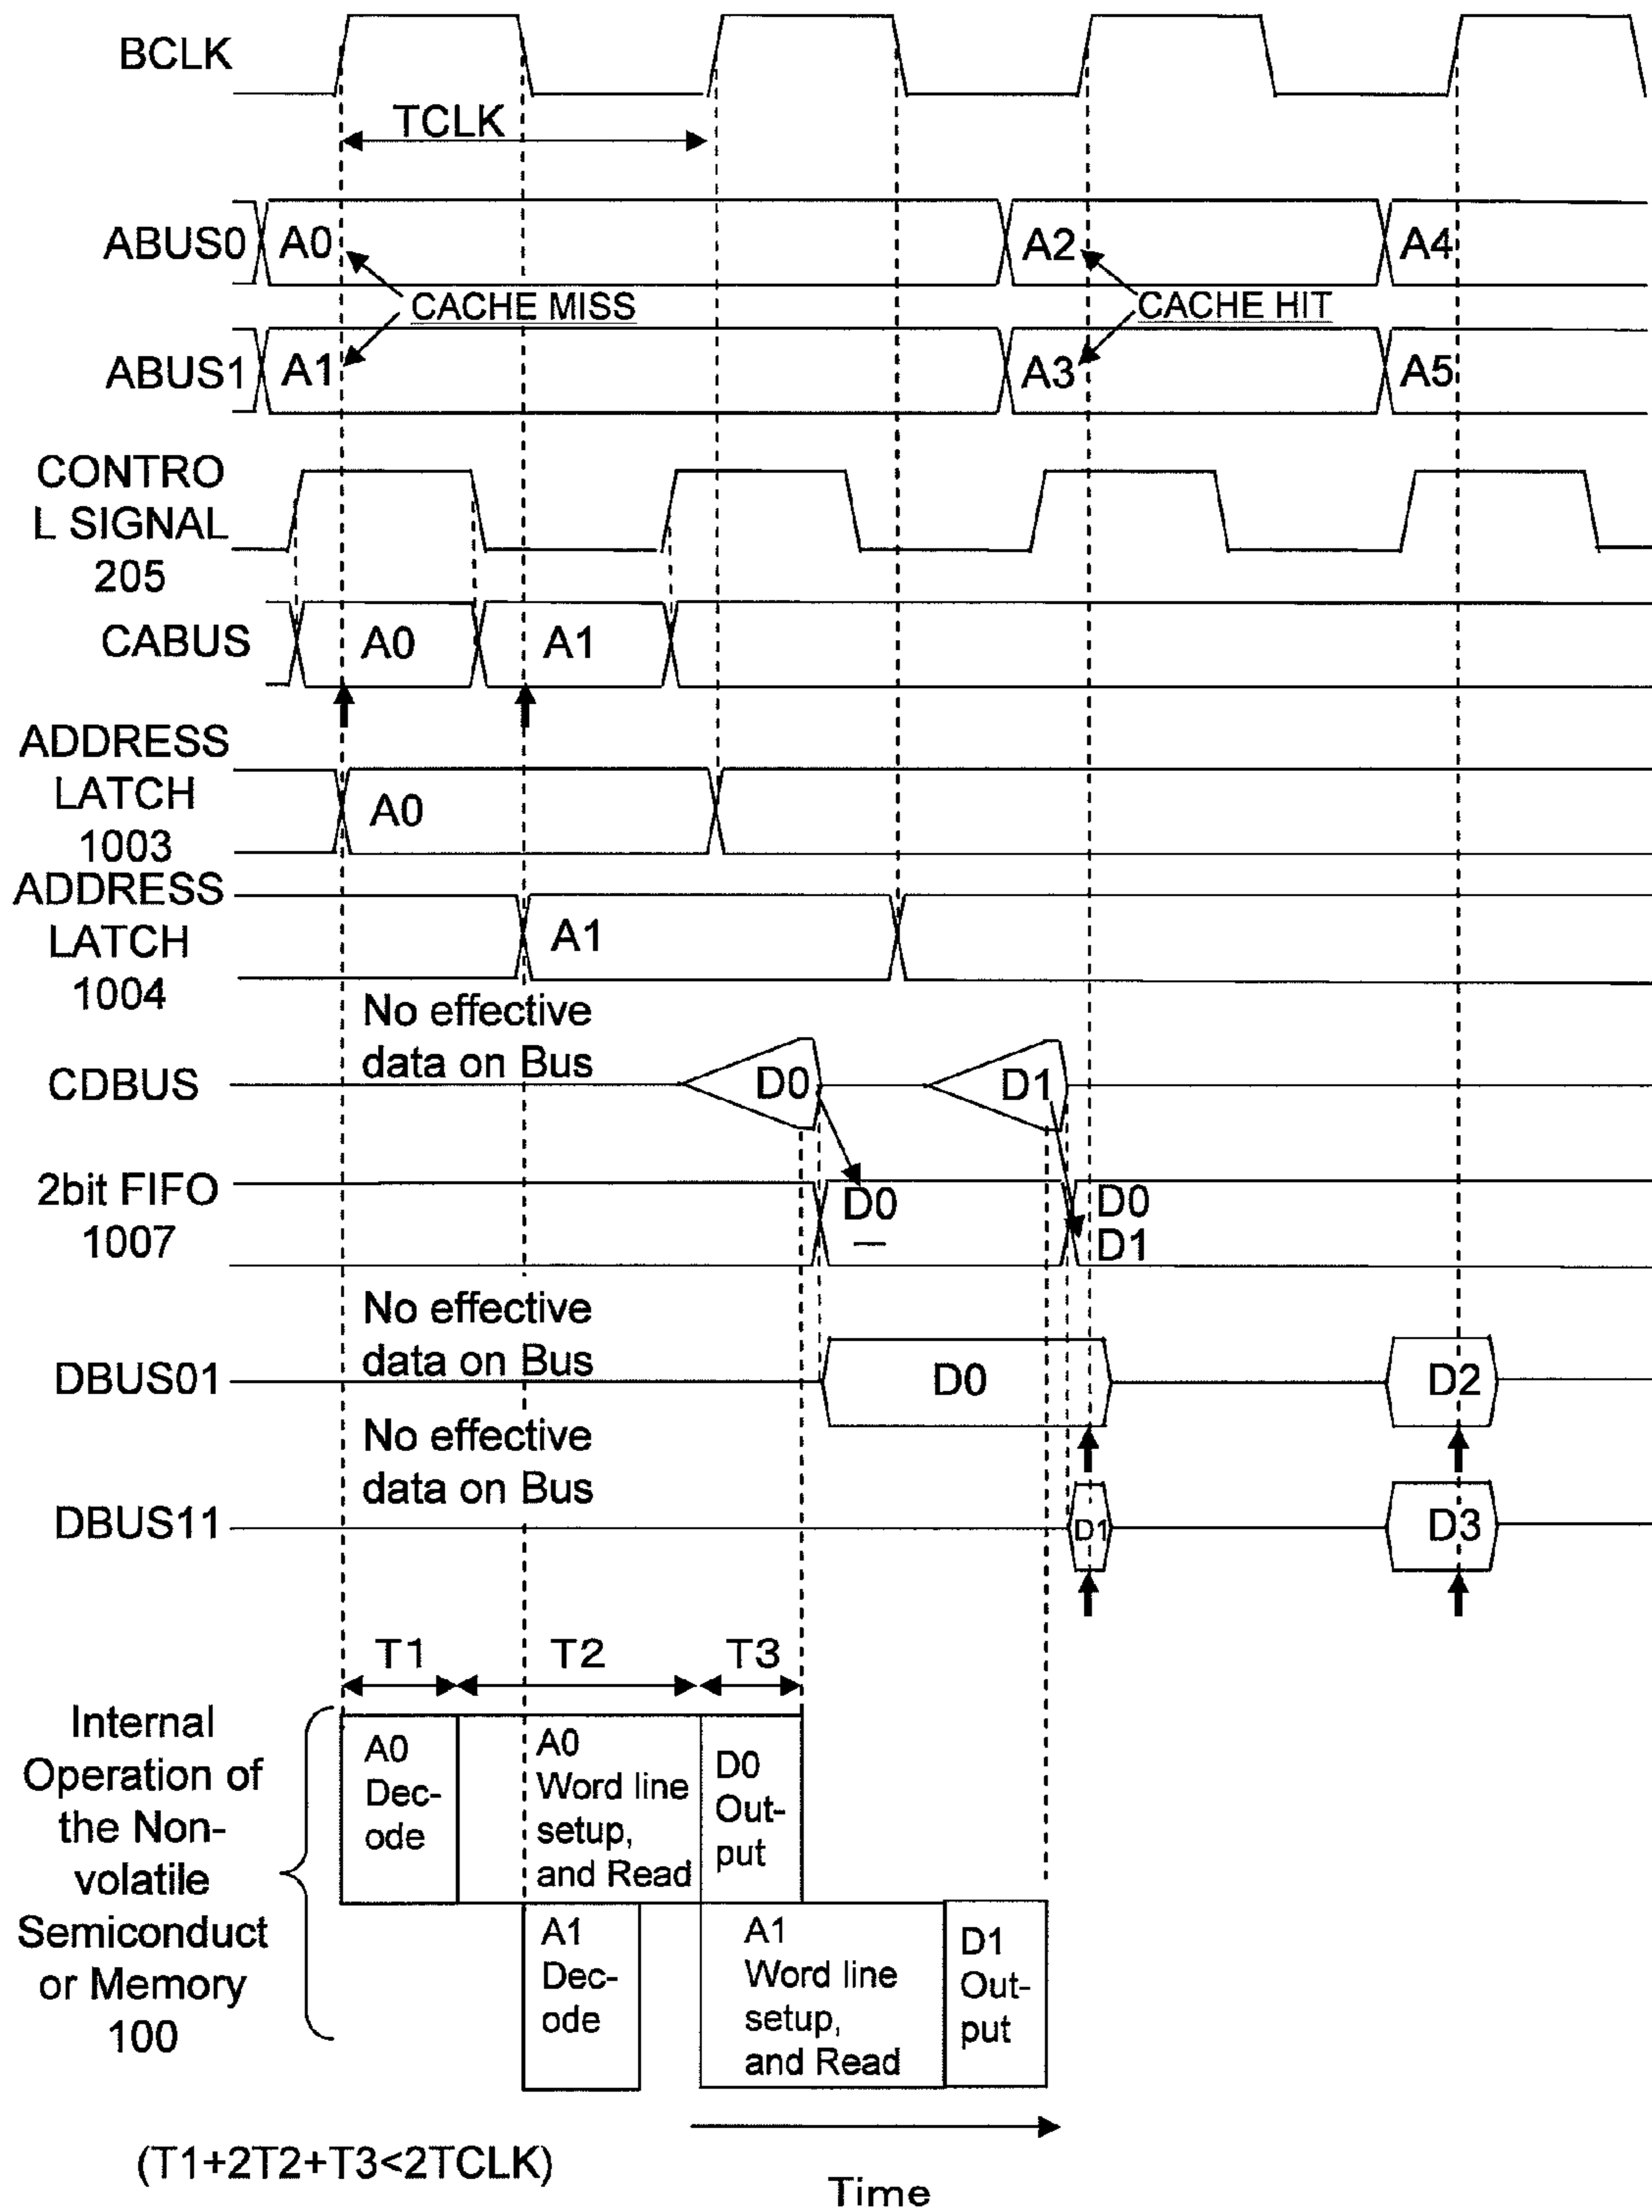 BCLK
TCLK
ABUS0
A0
A2
A4
CACHE MISS
CACHE HIT
ABUS1
A1
A3
A5
CONTRO
L SIGNAL
205
CABUS
A0
A1
ADDRESS
LATCH
1003
A0
ADDRESS
LATCH
1004
A1
No effective
data on Bus
CDBUS
D0
D1
2bit FIFO
1007
D0
—
D0
D1
No effective
data on Bus
DBUS01
D0
D2
No effective
data on Bus
DBUS11
D1
D3
T1
T2
T3
Internal
Operation of
the Non-
volatile
Semiconduct
or Memory
100
A0
Dec-
ode
A0
Word line
setup,
and Read
D0
Out-
put
A1
Dec-
ode
A1
Word line
setup,
and Read
D1
Out-
put
(T1+2T2+T3<2TCLK)
Time